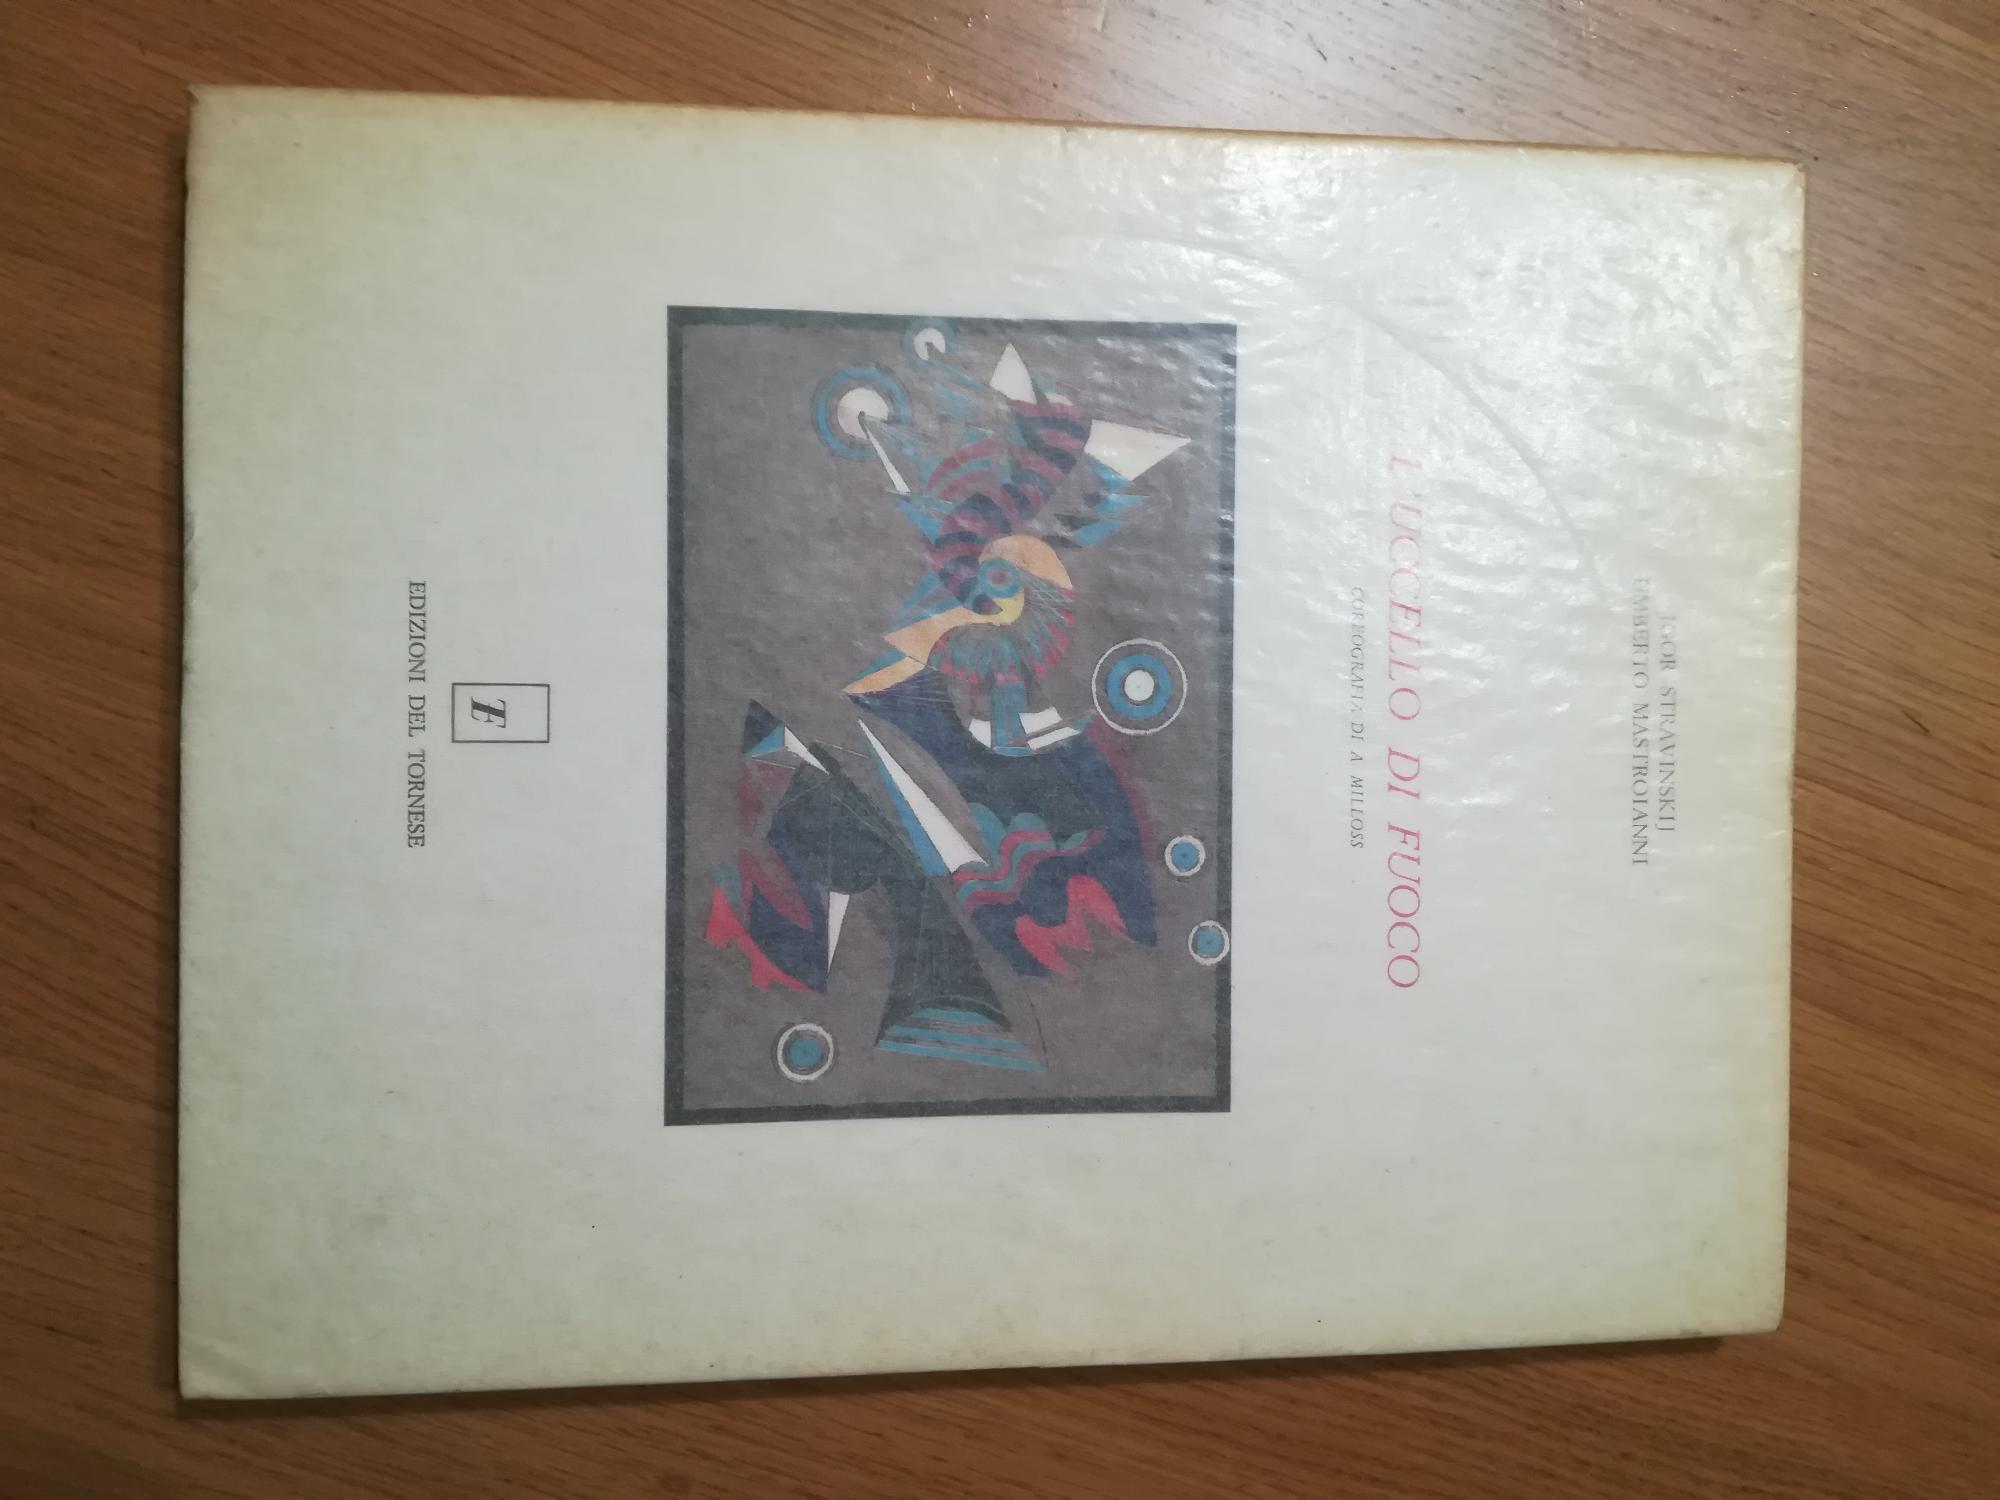 IGOR STRAVINSKIJ
UMBERTO MASTROIANNI
L'UCCELLO DI FUOCO
COREOGRAFIA DI A MILLOSS
EDIZIONI DEL TORNESE